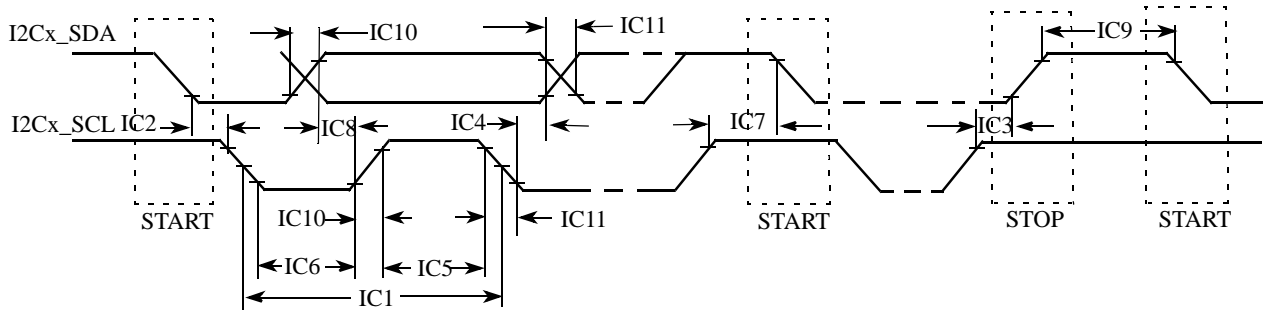 I2Cx_SDA
IC10
IC11
IC9
I2Cx_SCL
IC2
IC8
IC4
IC7
IC3
START
IC10
IC11
START
STOP
START
IC6
IC5
IC1